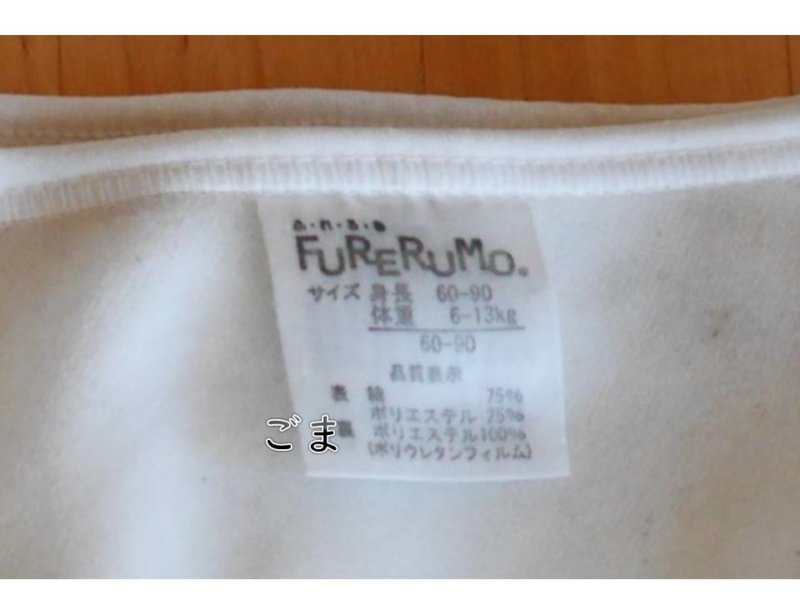 ふ・れ・る・も
FURERUMO®
サイズ 身長 60-90
体重 6-13kg
60-90
品質表示
表 綿 75%
ポリエステル 25%
裏 ポリエステル100%
(ポリウレタンフィルム)
ごま